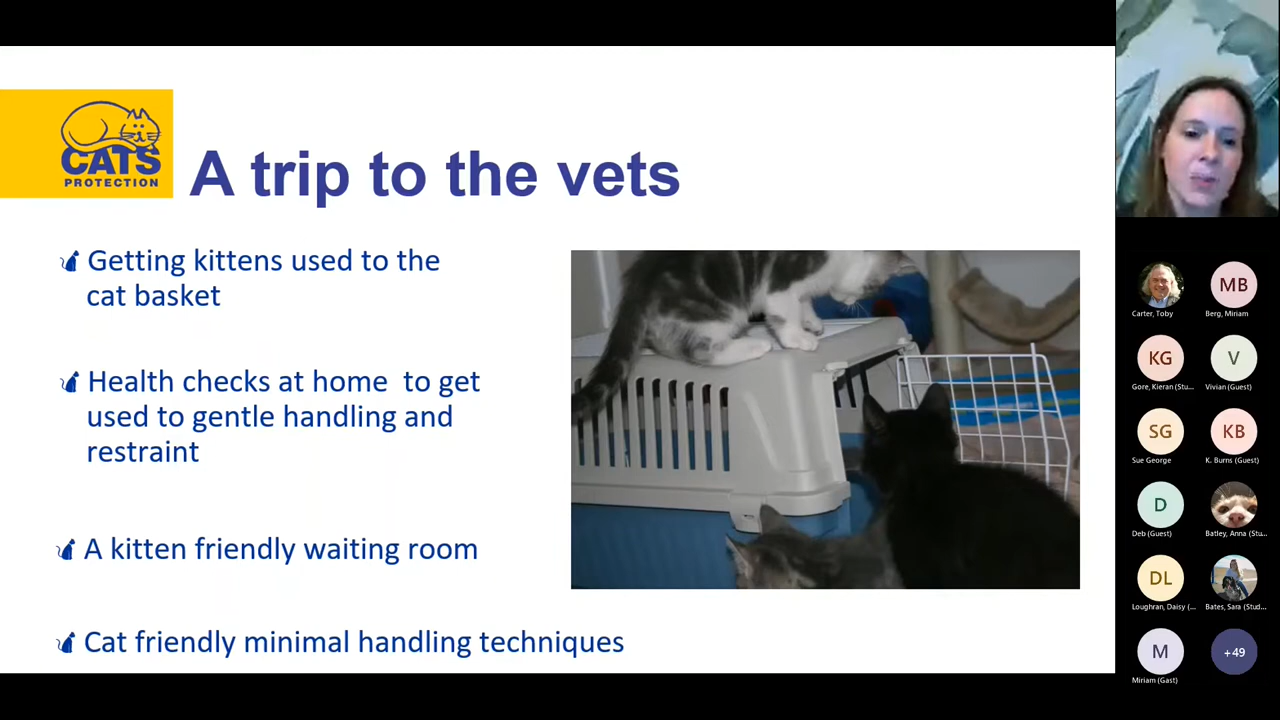 CATS
PROTECTION
A trip to the vets
Getting kittens used to the
cat basket
Health checks at home to get
used to gentle handling and
restraint
A kitten friendly waiting room
Cat friendly minimal handling techniques
Carter, Toby
MB
Berg, Miriam
KG
Gore, Kieran (Stu...
V
Vivian (Guest)
SG
Sue George
KB
K. Burns (Guest)
D
Deb (Guest)
Batley, Anna (Stu...
DL
Loughran, Daisy (...
Bates, Sara (Stud...
M
Miriam (Gast)
+49